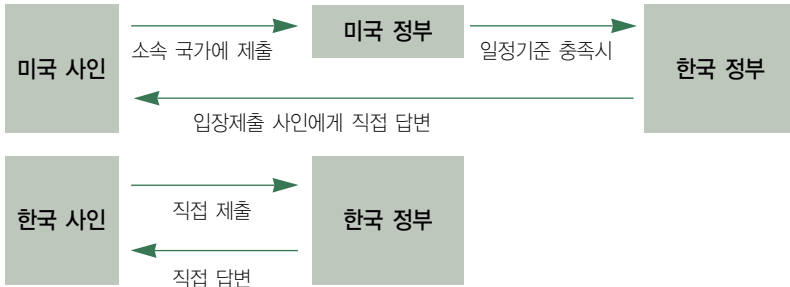 미국 사인
소속 국가에 제출
미국 정부
일정기준 충족시
한국 정부
입장제출 사인에게 직접 답변
한국 사인
직접 제출
한국 정부
직접 답변